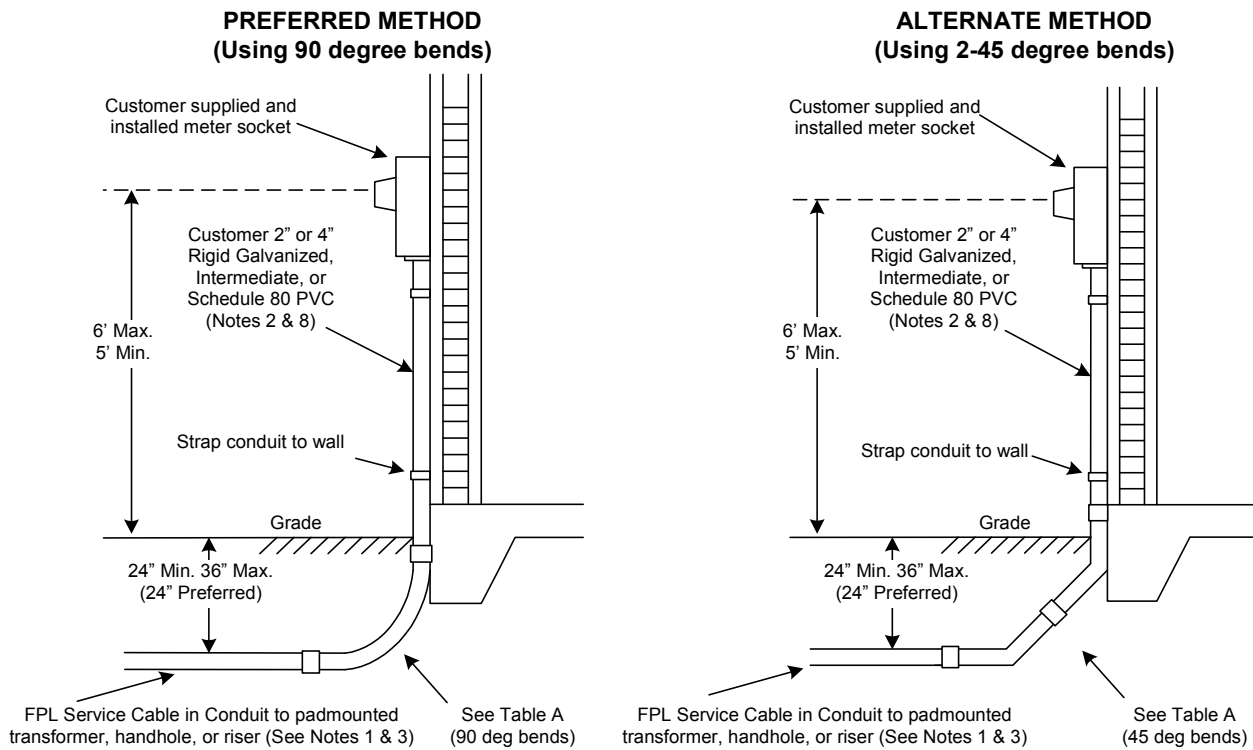 PREFERRED METHOD
(Using 90 degree bends)
Customer supplied and
installed meter socket
Customer 2” or 4”
Rigid Galvanized,
Intermediate, or
Schedule 80 PVC
(Notes 2 & 8)
6’ Max.
5’ Min.
Strap conduit to wall
Grade
24” Min. 36” Max.
(24” Preferred)
FPL Service Cable in Conduit to padmounted
transformer, handhole, or riser (See Notes 1 & 3)
See Table A
(90 deg bends)
ALTERNATE METHOD
(Using 2-45 degree bends)
Customer supplied and
installed meter socket
Customer 2” or 4”
Rigid Galvanized,
Intermediate, or
Schedule 80 PVC
(Notes 2 & 8)
6’ Max.
5’ Min.
Strap conduit to wall
Grade
24” Min. 36” Max.
(24” Preferred)
FPL Service Cable in Conduit to padmounted
transformer, handhole, or riser (See Notes 1 & 3)
See Table A
(45 deg bends)